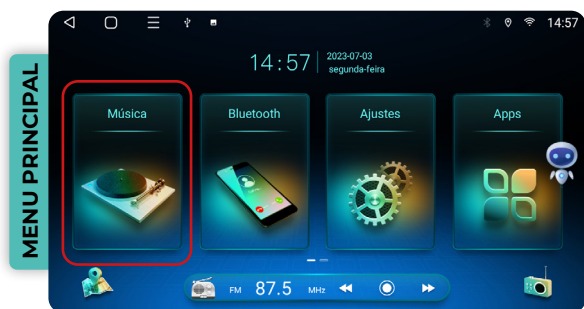 MENU PRINCIPAL
14:57
14:57
2023-07-03
segunda-feira
Música
Bluetooth
Ajustes
Apps
FM 87.5 MHz